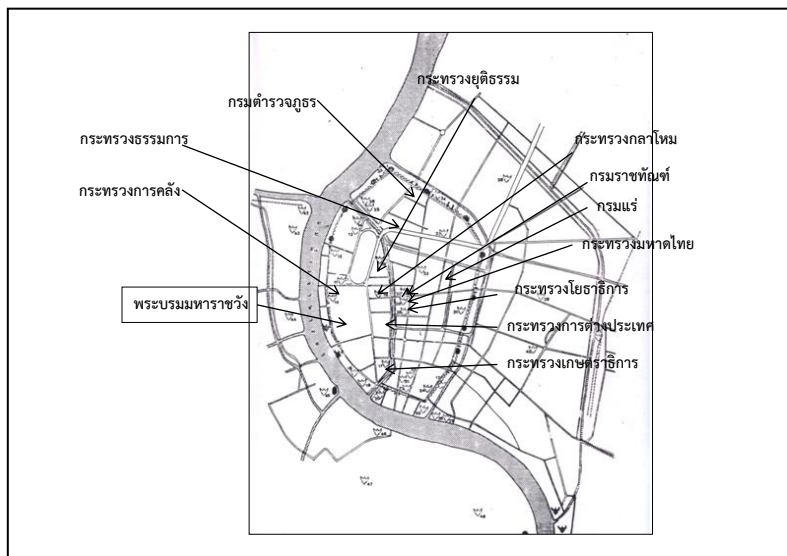 กระทรวงยุติธรรม
กรมตำรวจภูธร
กระทรวงธรรมการ
กระทรวงกลาโหม
กรมราชทัณฑ์
กระทรวงการคลัง
กรมแร่
กระทรวงมหาดไทย
กระทรวงโยธาธิการ
พระบรมมหาราชวัง
กระทรวงการต่างประเทศ
กระทรวงเกษตราธิการ